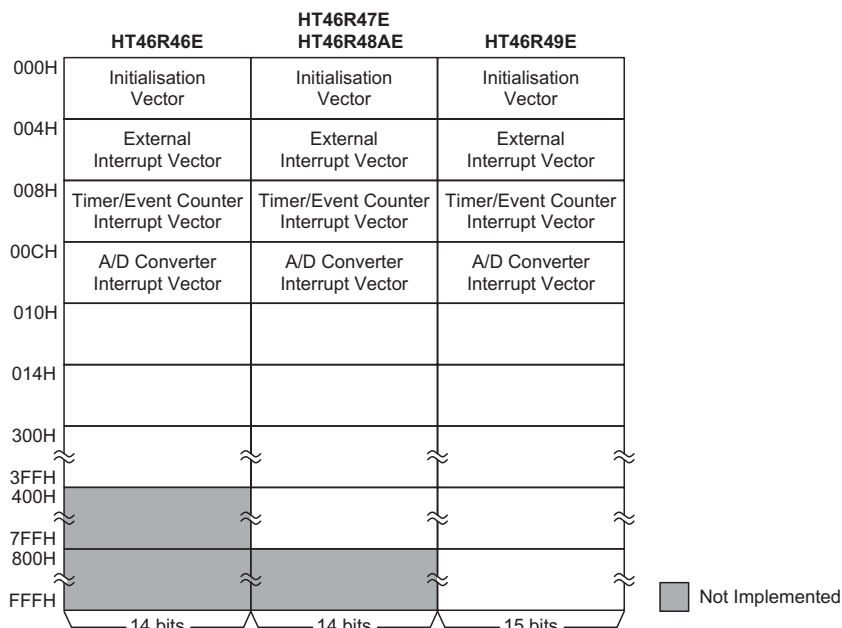 HT46R46E
HT46R47E
HT46R48AE
HT46R49E
000H
Initialisation
Vector
Initialisation
Vector
Initialisation
Vector
004H
External
Interrupt Vector
External
Interrupt Vector
External
Interrupt Vector
008H
Timer/Event Counter
Interrupt Vector
Timer/Event Counter
Interrupt Vector
Timer/Event Counter
Interrupt Vector
00CH
A/D Converter
Interrupt Vector
A/D Converter
Interrupt Vector
A/D Converter
Interrupt Vector
010H
014H
300H
3FFH
400H
7FFH
800H
FFFH
14 bits
14 bits
15 bits
Not Implemented